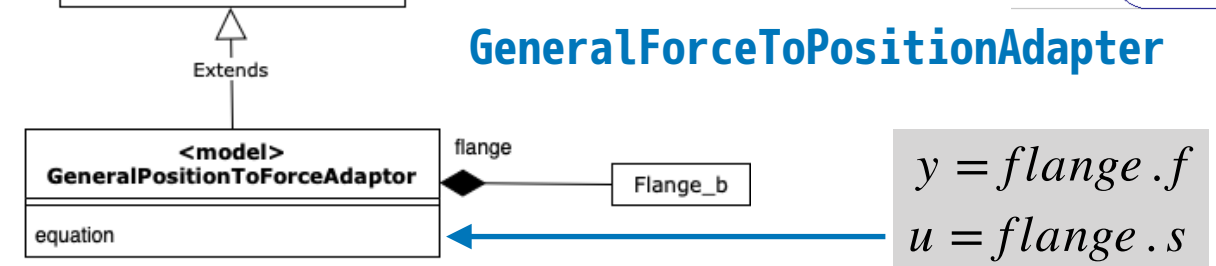 GeneralForceToPositionAdapter
Extends
<model>
GeneralPositionToForceAdaptor
flange
Flange_b
equation
y = flange .f
u = flange . s